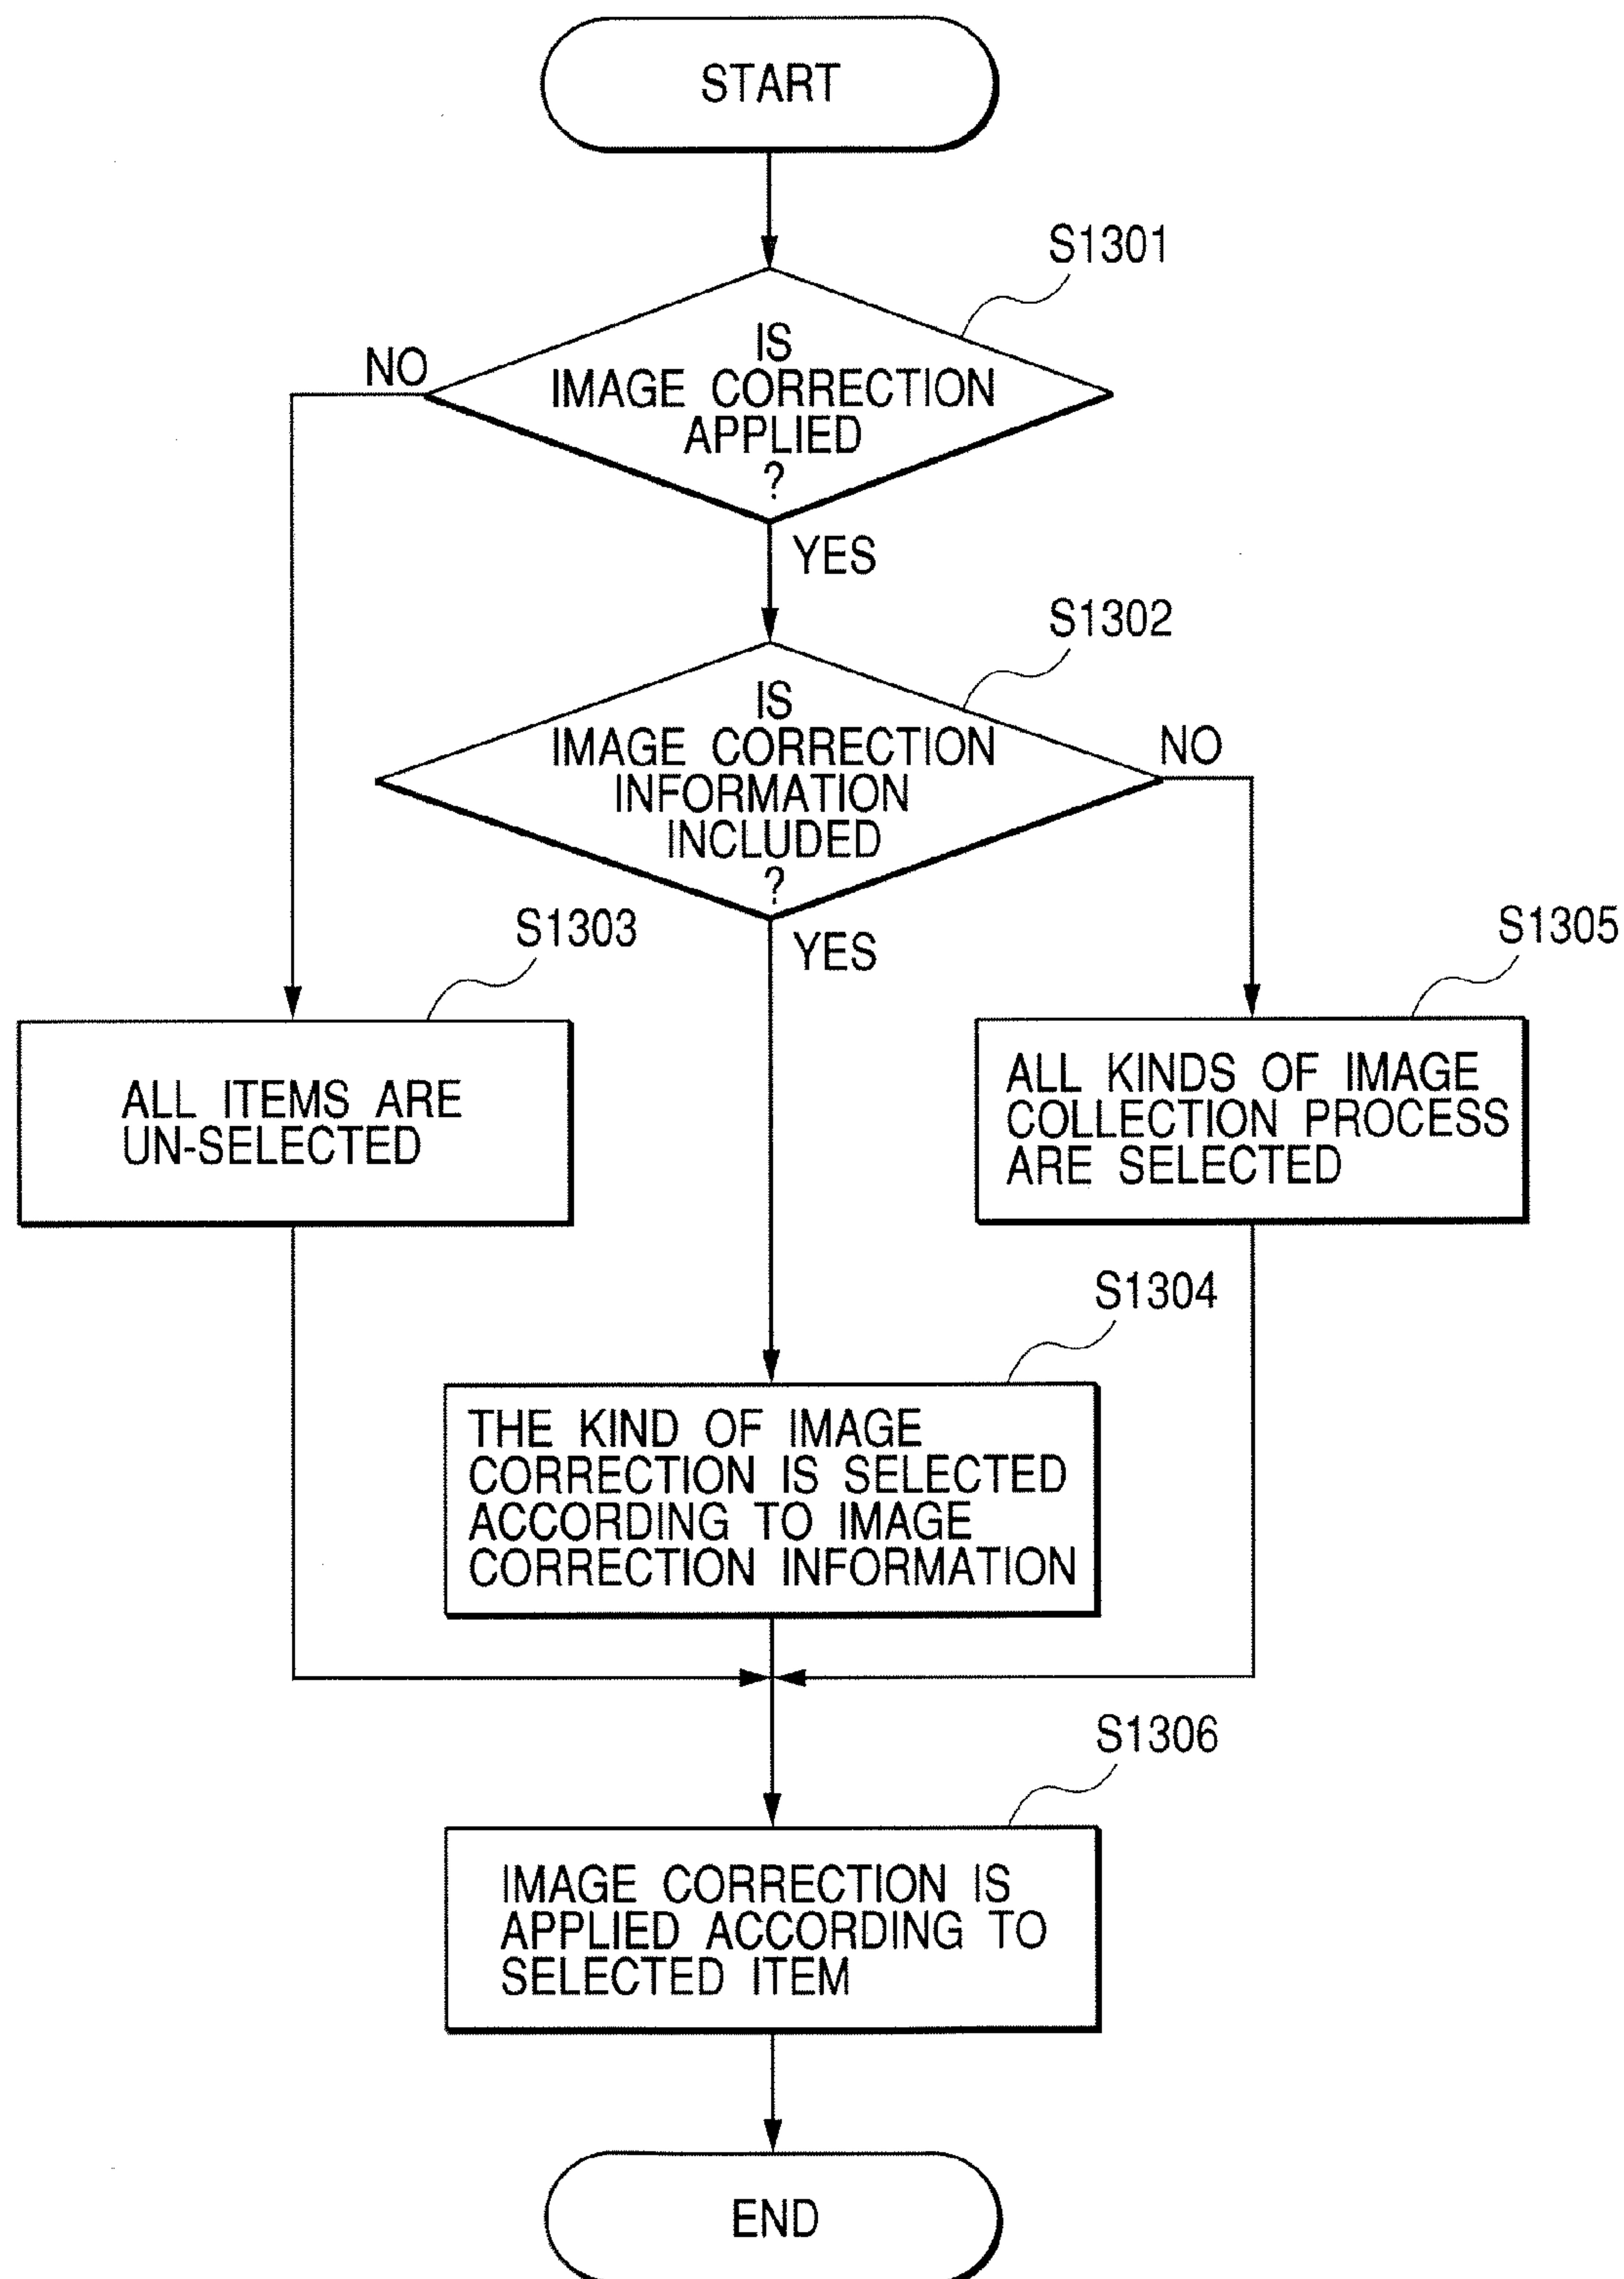 START
S1301
NO
IS
IMAGE CORRECTION
APPLIED
?
YES
S1302
IS
IMAGE CORRECTION
INFORMATION
INCLUDED
?
NO
YES
S1303
S1305
ALL ITEMS ARE
UN-SELECTED
ALL KINDS OF IMAGE
COLLECTION PROCESS
ARE SELECTED
S1304
THE KIND OF IMAGE
CORRECTION IS SELECTED
ACCORDING TO IMAGE
CORRECTION INFORMATION
S1306
IMAGE CORRECTION IS
APPLIED ACCORDING TO
SELECTED ITEM
END